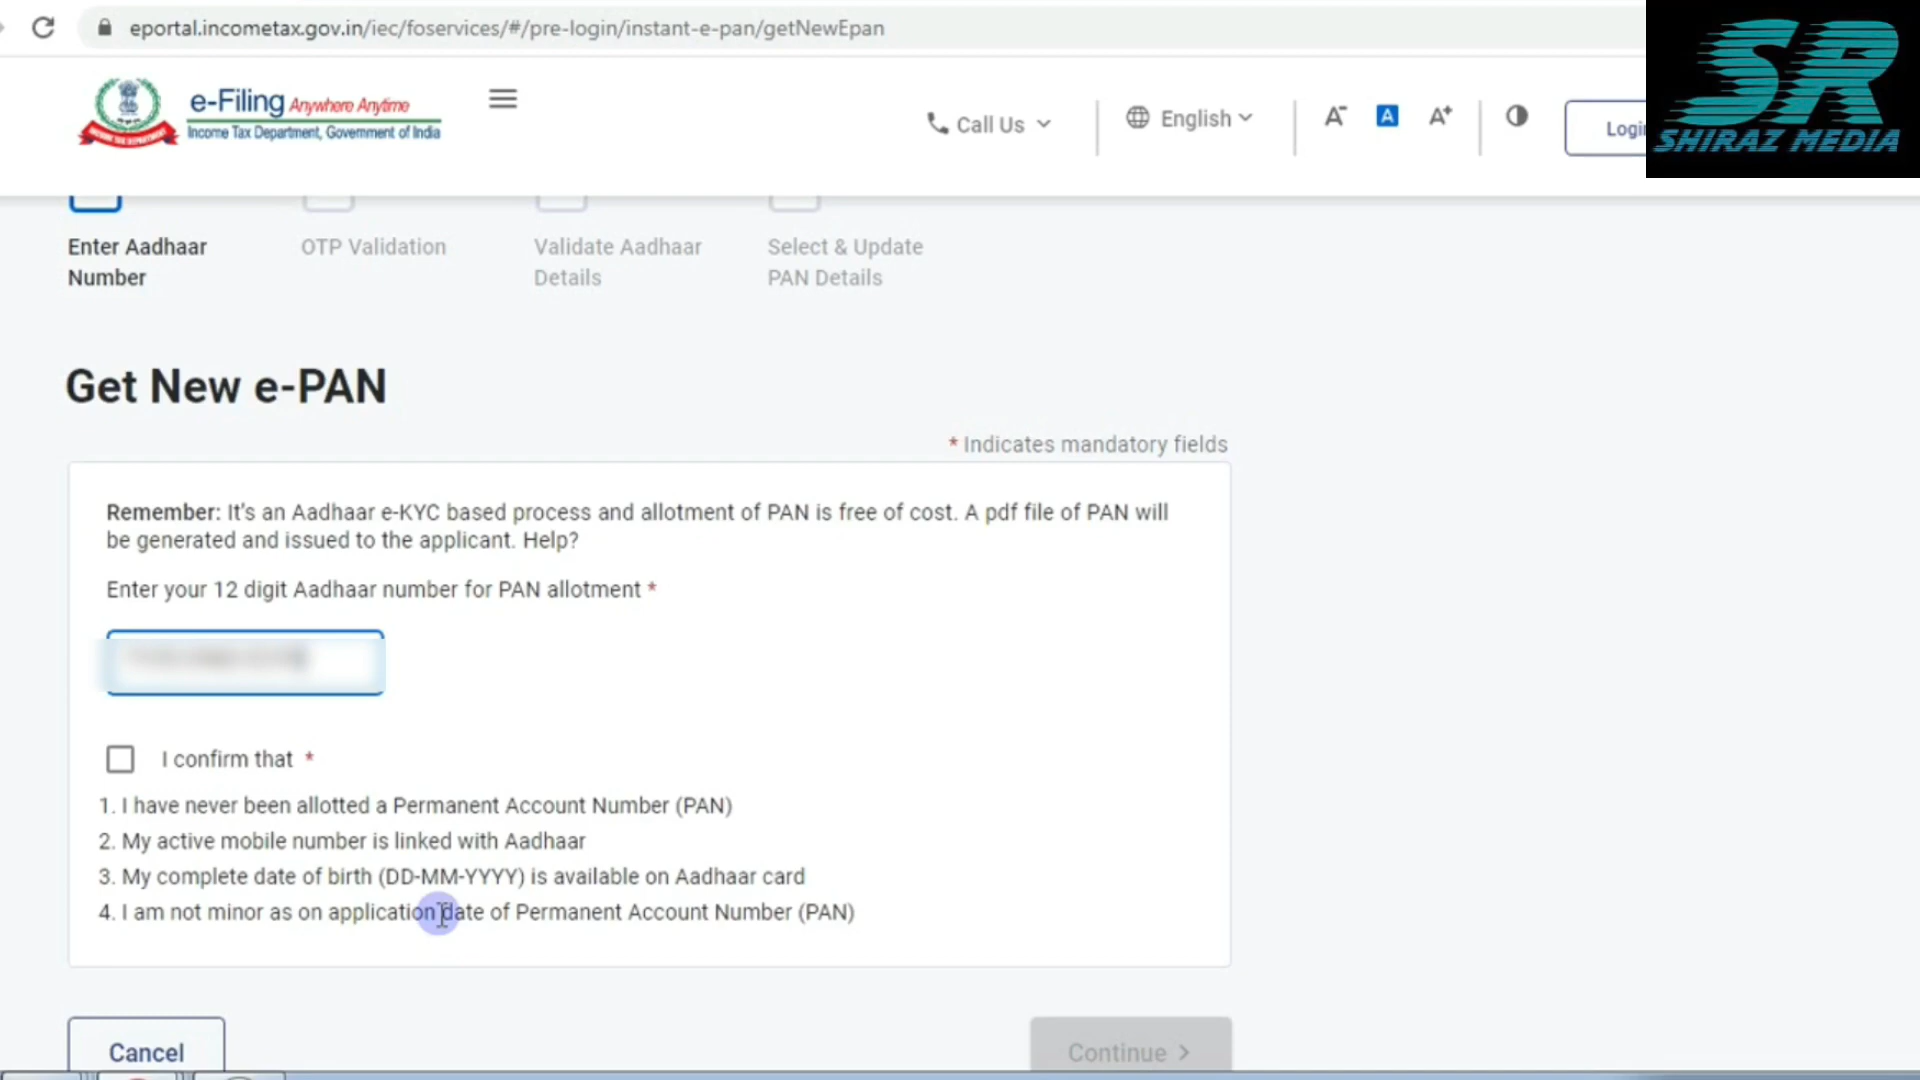 eportal.incometax.gov.in/iec/foservices/#/pre-login/instant-e-pan/getNewEpan
SR
SHIRAZ MEDIA
e-Filing Anywhere Anytime
Income Tax Department, Government of India
Call Us
English
A-
A
A+
Login
Enter Aadhaar
Number
OTP Validation
Validate Aadhaar
Details
Select & Update
PAN Details
Get New e-PAN
* Indicates mandatory fields
Remember: It's an Aadhaar e-KYC based process and allotment of PAN is free of cost. A pdf file of PAN will
be generated and issued to the applicant. Help?
Enter your 12 digit Aadhaar number for PAN allotment *
I confirm that *
1. I have never been allotted a Permanent Account Number (PAN)
2. My active mobile number is linked with Aadhaar
3. My complete date of birth (DD-MM-YYYY) is available on Aadhaar card
4. I am not minor as on application date of Permanent Account Number (PAN)
Cancel
Continue >